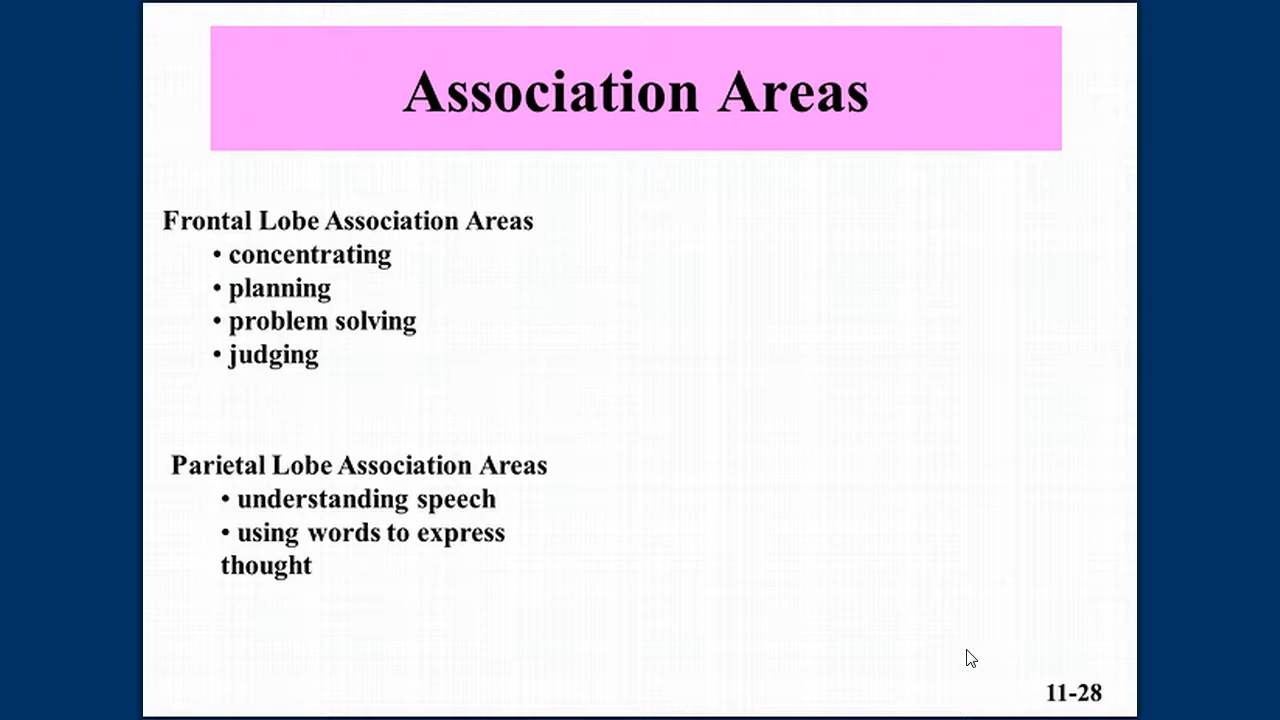 Association Areas
Frontal Lobe Association Areas
• concentrating
• planning
• problem solving
• judging
Parietal Lobe Association Areas
• understanding speech
• using words to express
thought
11-28